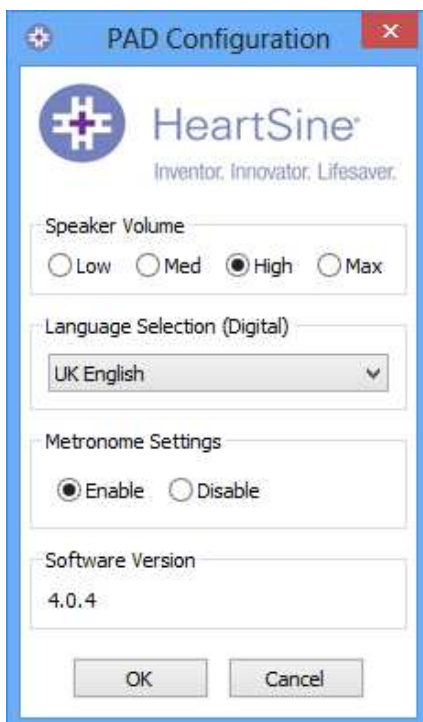 PAD Configuration
HeartSine®
Inventor. Innovator. Lifesaver.
Speaker Volume
Low Med High Max
Language Selection (Digital)
UK English
Metronome Settings
Enable Disable
Software Version
4.0.4
OK Cancel